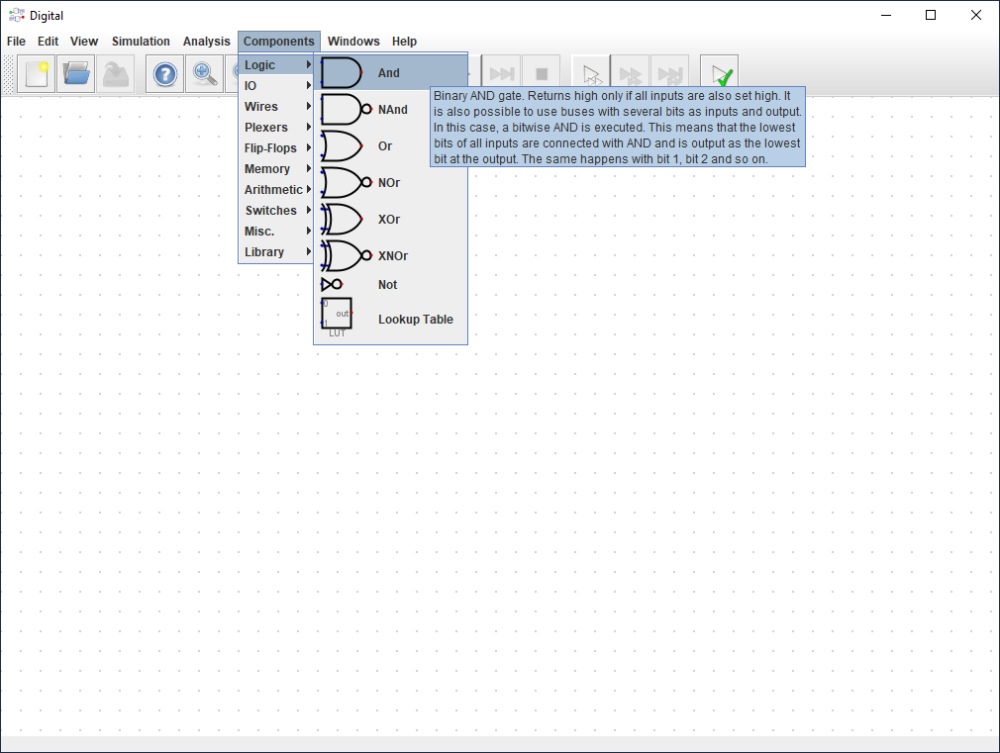 Digital
File Edit View Simulation Analysis Components Windows Help
Logic
IO
Wires
Plexers
Flip-Flops
Memory
Arithmetic
Switches
Misc.
Library
And
NAnd
Or
NOr
XOr
XNOr
Not
0
out
1
LUT
Lookup Table
Binary AND gate. Returns high only if all inputs are also set high. It
is also possible to use buses with several bits as inputs and output.
In this case, a bitwise AND is executed. This means that the lowest
bits of all inputs are connected with AND and is output as the lowest
bit at the output. The same happens with bit 1, bit 2 and so on.